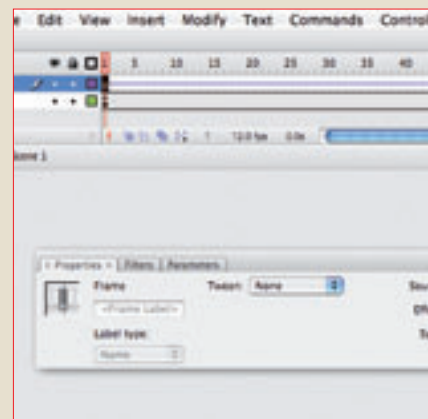 Edit View Insert Modify Text Commands Control
5 10 15 20 25 30 35 40
1 12.0 fps 0.0s
Scene 1
Properties Filters Parameters
Frame Tween: None
<Frame Label>
Label type:
Name